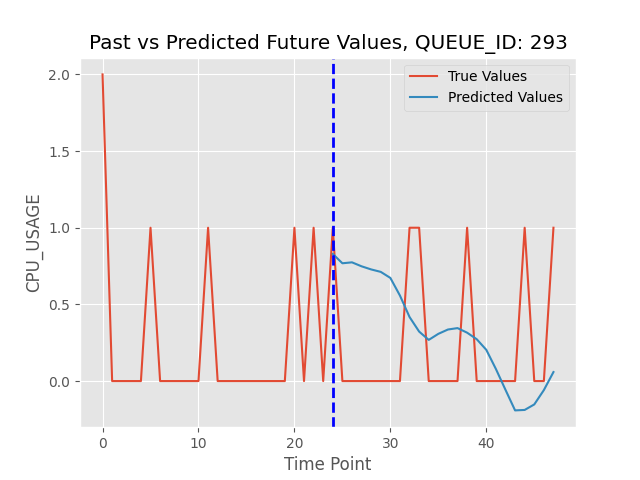 Past vs Predicted Future Values, QUEUE_ID: 293
True Values
Predicted Values
CPU_USAGE
2.0
1.5
1.0
0.5
0.0
0 10 20 30 40
Time Point